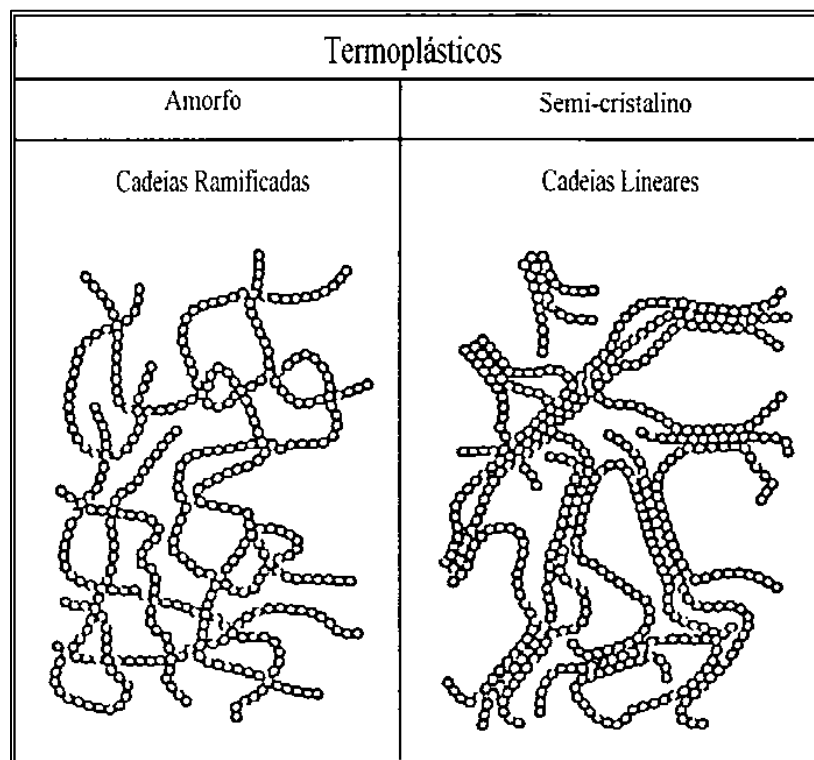 Termoplásticos
Amorfo
Semi-cristalino
Cadeias Ramificadas
Cadeias Lineares